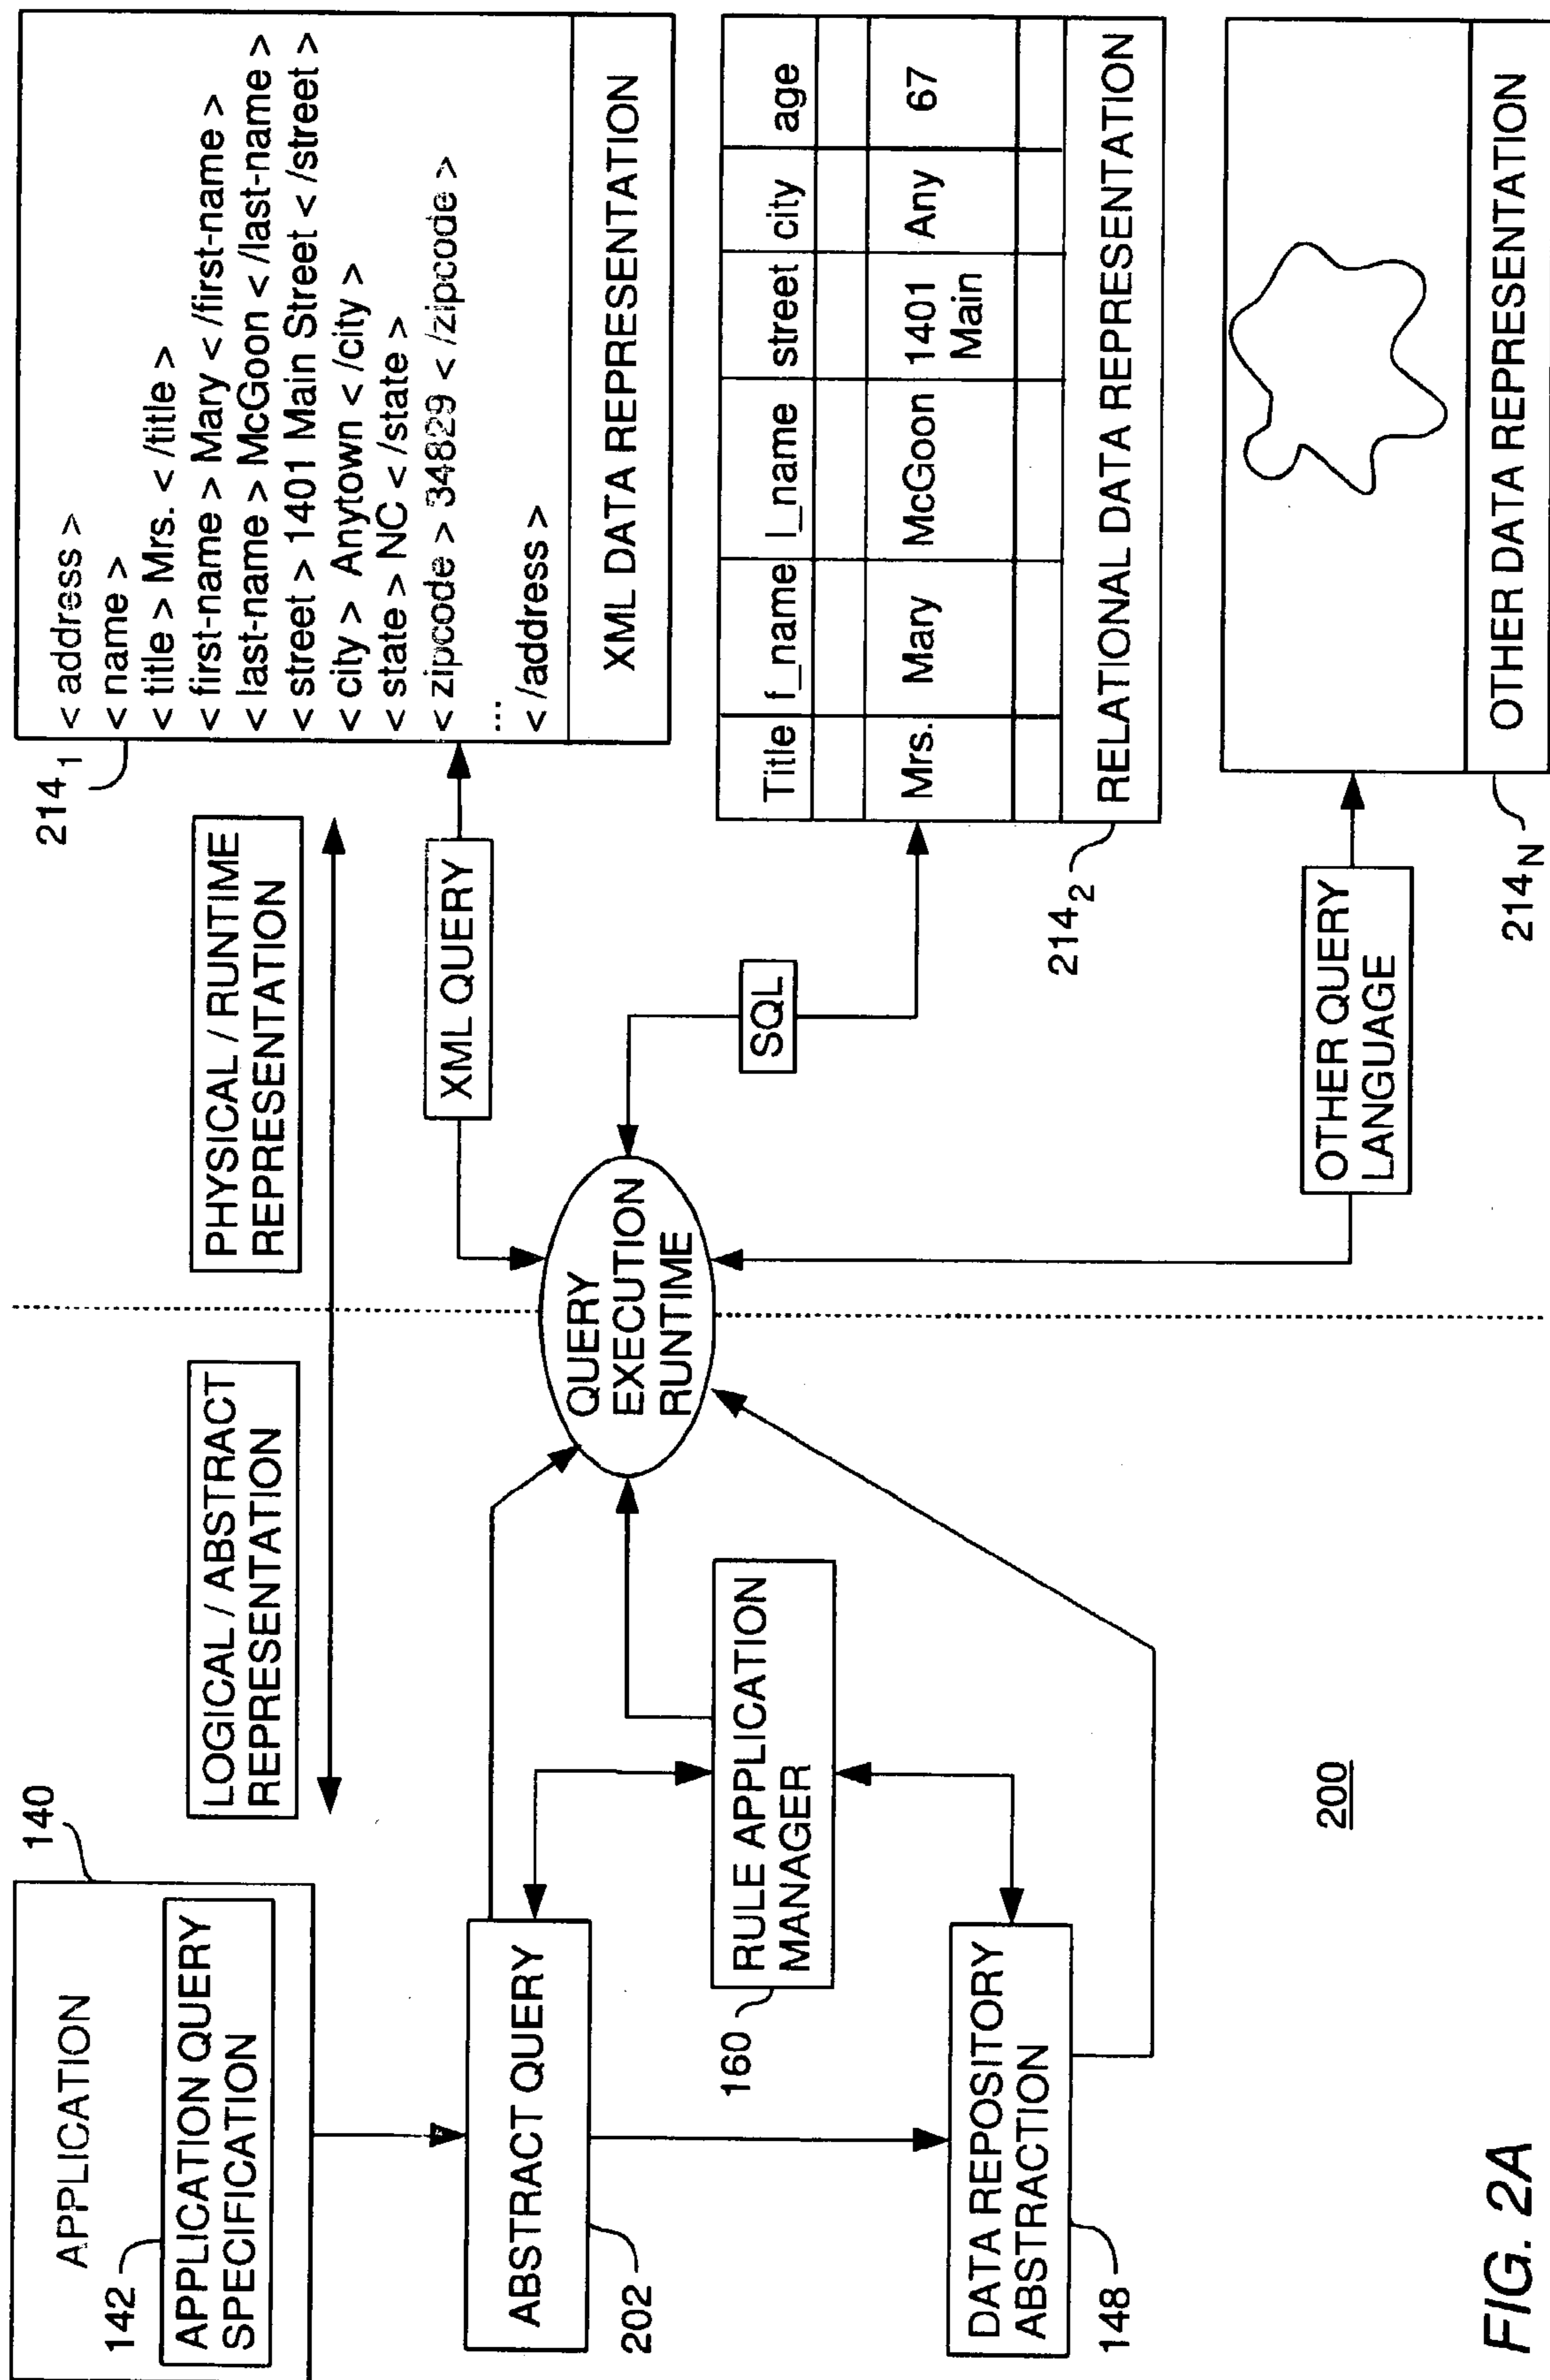 140
APPLICATION
142
APPLICATION QUERY
SPECIFICATION
LOGICAL / ABSTRACT
REPRESENTATION
PHYSICAL / RUNTIME
REPRESENTATION
ABSTRACT QUERY
202
RULE APPLICATION
MANAGER
160
DATA REPOSITORY
ABSTRACTION
148
QUERY
EXECUTION
RUNTIME
XML QUERY
SQL
OTHER QUERY
LANGUAGE
214₁
< address >
< name >
< title > Mrs. < /title >
< first-name > Mary < /first-name >
< last-name > McGoon < /last-name >
< street > 1401 Main Street < /street >
< city > Anytown < /city >
< state > NC < /state >
< zipcode > 34829 < /zipcode >
...
< /address >
XML DATA REPRESENTATION
Title f_name l_name street city age
Mrs. Mary McGoon 1401 Any 67
Main
RELATIONAL DATA REPRESENTATION
214₂
OTHER DATA REPRESENTATION
214N
200
FIG. 2A